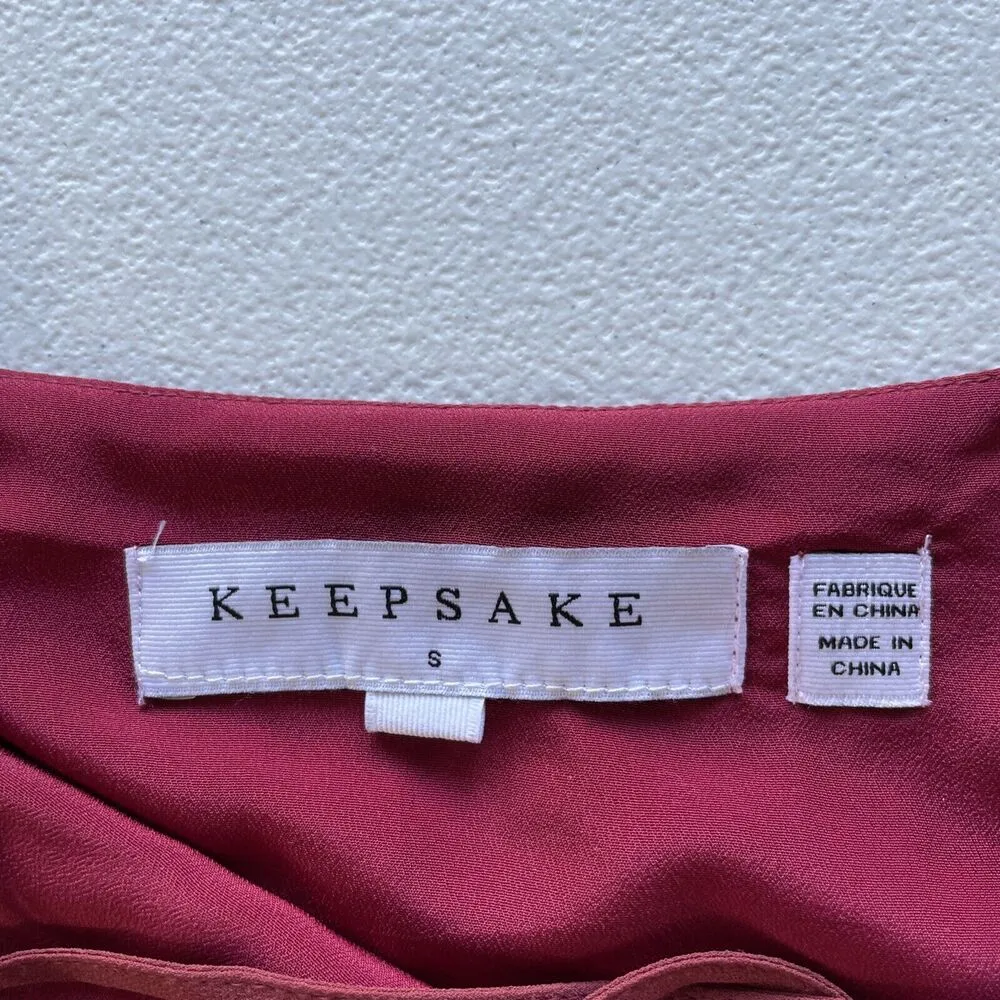 KEEPSAKE
S
FABRIQUE
EN CHINA
MADE IN
CHINA